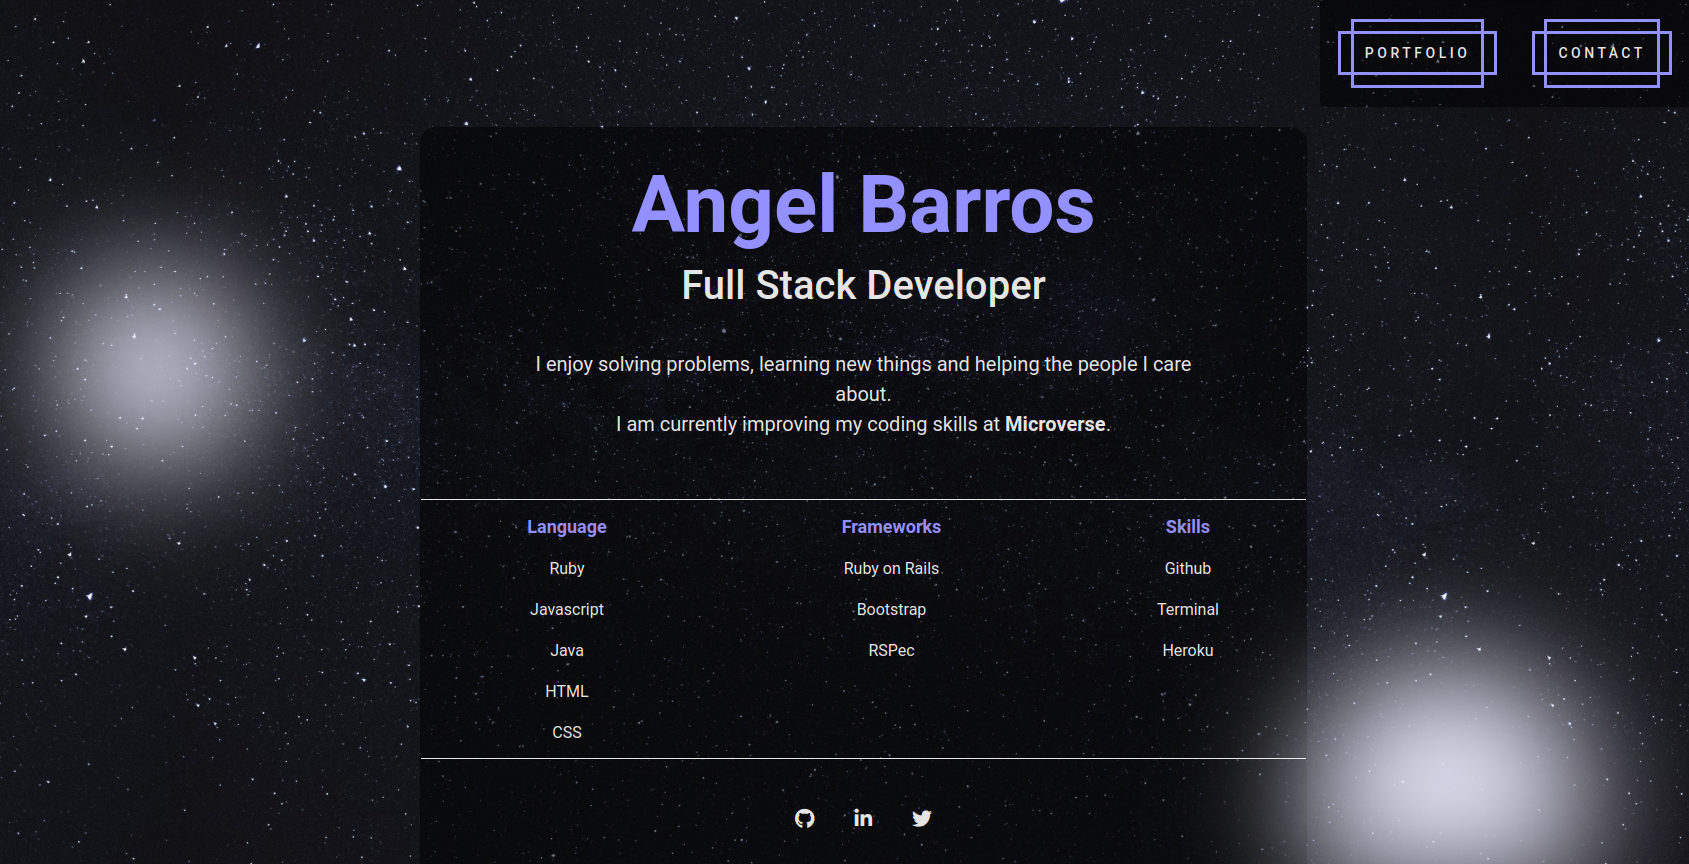 PORTFOLIO CONTACT
Angel Barros
Full Stack Developer
I enjoy solving problems, learning new things and helping the people I care
about.
I am currently improving my coding skills at Microverse.
Language Frameworks Skills
Ruby Ruby on Rails Github
Javascript Bootstrap Terminal
Java RSPec Heroku
HTML
CSS